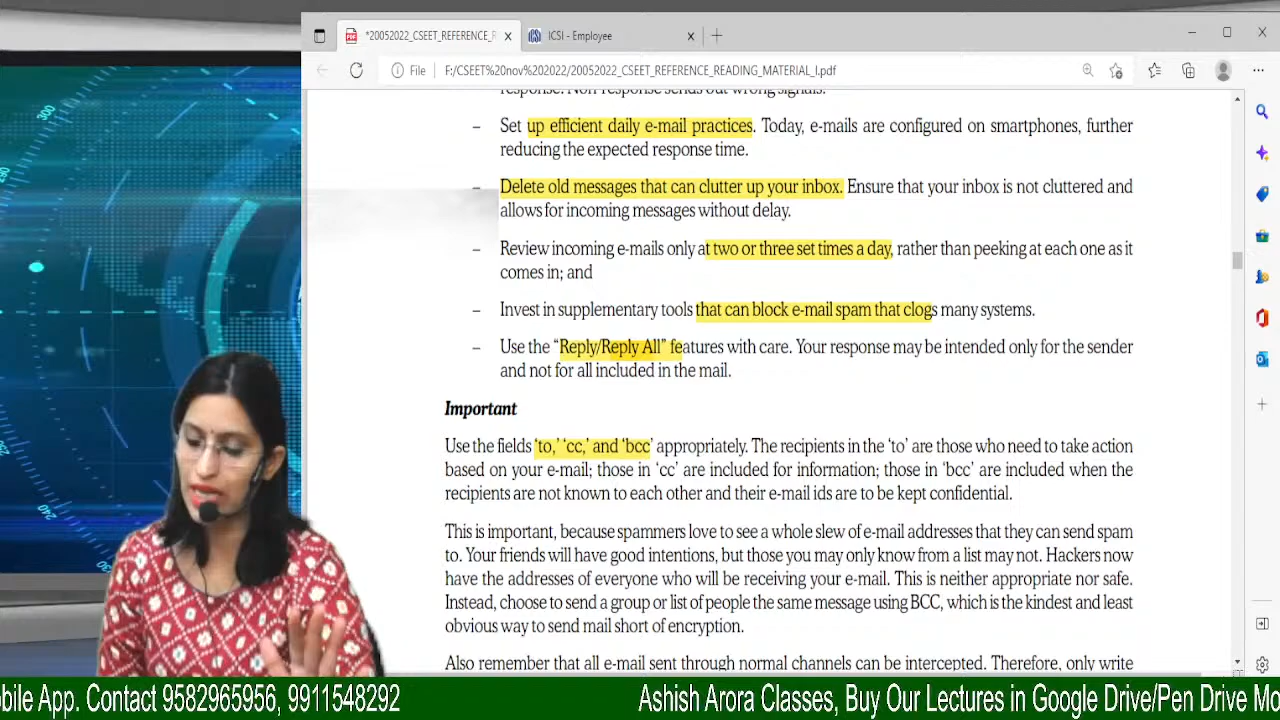 *20052022_CSEET_REFERENCE_R
ICSI - Employee
File
F:/CSEET%20nov%202022/20052022_CSEET_REFERENCE_READING_MATERIAL_I.pdf
response. Non-response sends out wrong signals.
– Set up efficient daily e-mail practices. Today, e-mails are configured on smartphones, further
reducing the expected response time.
– Delete old messages that can clutter up your inbox. Ensure that your inbox is not cluttered and
allows for incoming messages without delay.
– Review incoming e-mails only at two or three set times a day, rather than peeking at each one as it
comes in; and
– Invest in supplementary tools that can block e-mail spam that clogs many systems.
– Use the “Reply/Reply All” features with care. Your response may be intended only for the sender
and not for all included in the mail.
Important
Use the fields ‘to,’ ‘cc,’ and ‘bcc’ appropriately. The recipients in the ‘to’ are those who need to take action
based on your e-mail; those in ‘cc’ are included for information; those in ‘bcc’ are included when the
recipients are not known to each other and their e-mail ids are to be kept confidential.
This is important, because spammers love to see a whole slew of e-mail addresses that they can send spam
to. Your friends will have good intentions, but those you may only know from a list may not. Hackers now
have the addresses of everyone who will be receiving your e-mail. This is neither appropriate nor safe.
Instead, choose to send a group or list of people the same message using BCC, which is the kindest and least
obvious way to send mail short of encryption.
Also remember that all e-mail sent through normal channels can be intercepted. Therefore, only write
300
240
obile App. Contact 9582965956, 9911548292
Ashish Arora Classes, Buy Our Lectures in Google Drive/Pen Drive Mo